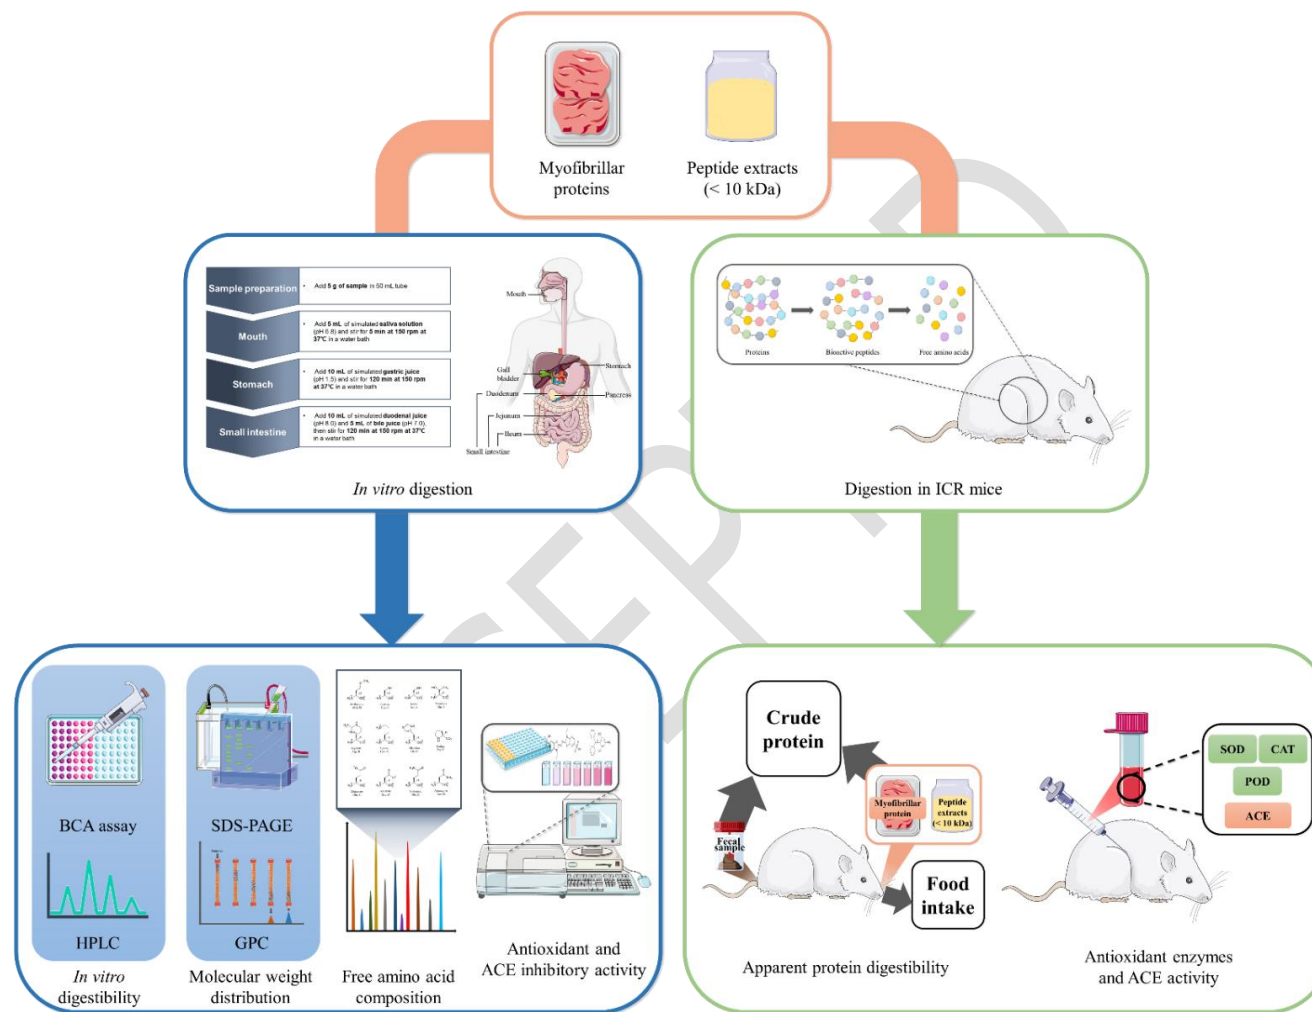 Myofibrillar
proteins
Peptide extracts
(< 10 kDa)
Sample preparation
• Add 5 g of sample in 50 mL tube
Mouth
• Add 5 mL of simulated saliva solution
(pH 6.8) and stir for 5 min at 150 rpm at
37℃ in a water bath
Stomach
• Add 10 mL of simulated gastric juice
(pH 1.5) and stir for 120 min at 150 rpm
at 37℃ in a water bath
Small intestine
• Add 10 mL of simulated duodenal juice
(pH 8.0) and 5 mL of bile juice (pH 7.0),
then stir for 120 min at 150 rpm at 37℃
in a water bath
Mouth
Gall
bladder
Stomach
Duodenum
Pancreas
Jejunum
Ileum
Small intestine
In vitro digestion
Proteins
Bioective peptides
Free amino acids
Digestion in ICR mice
BCA assay
HPLC
In vitro
digestibility
SDS-PAGE
GPC
Molecular weight
distribution
Free amino acid
composition
Antioxidant and
ACE inhibitory activity
Crude
protein
Myofibrillar
protein
Peptide
extracts
(< 10 kDa)
Fecal
sample
Food
intake
Apparent protein digestibility
SOD
CAT
POD
ACE
Antioxidant enzymes
and ACE activity